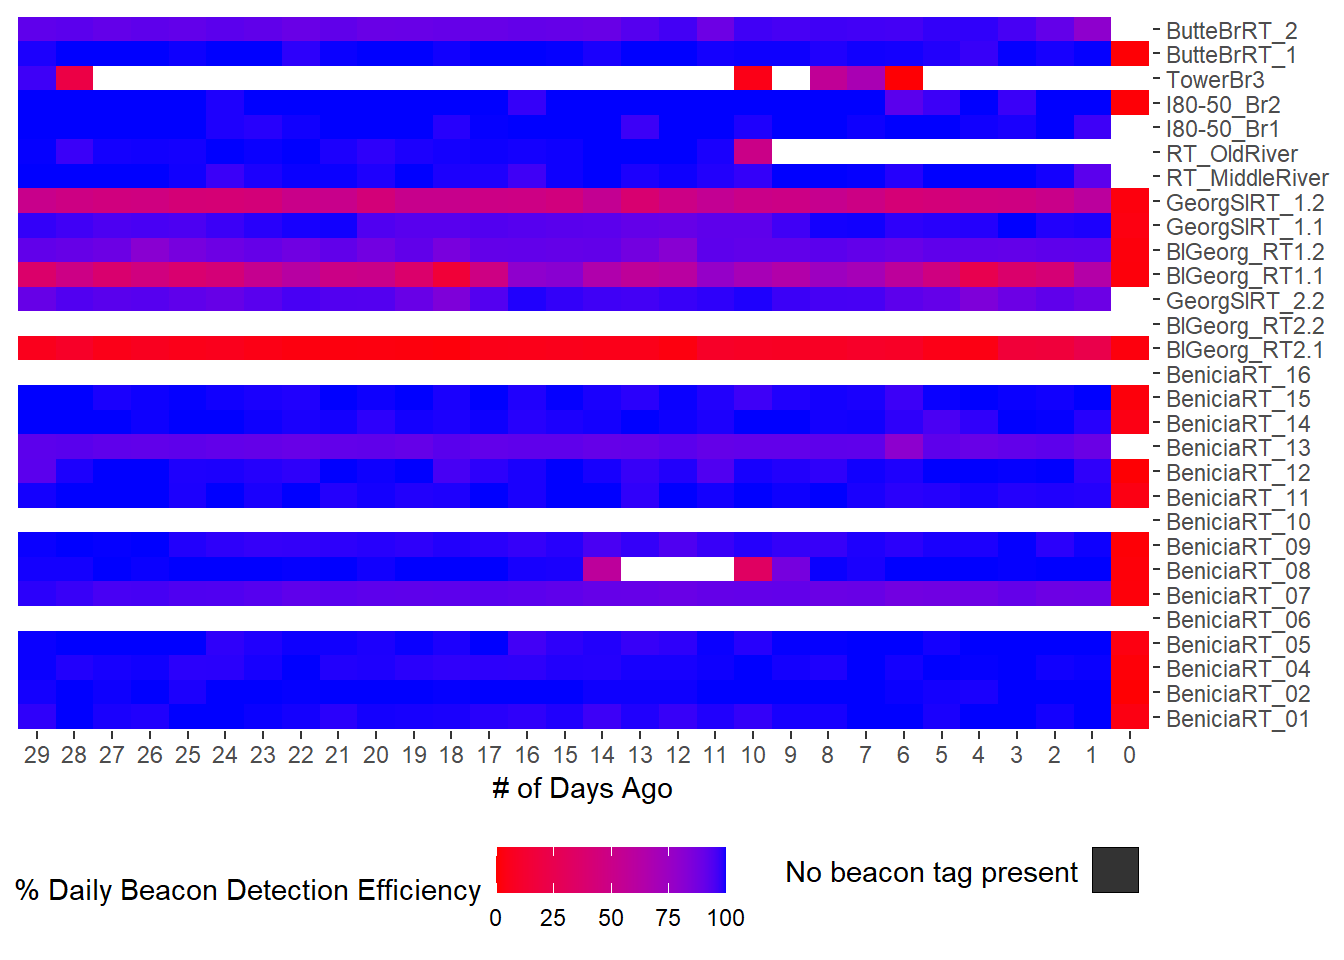 ButteBrRT_2
ButteBrRT_1
TowerBr3
I80-50_Br2
I80-50_Br1
RT_OldRiver
RT_MiddleRiver
GeorgSlRT_1.2
GeorgSlRT_1.1
BlGeorg_RT1.2
BlGeorg_RT1.1
GeorgSlRT_2.2
BlGeorg_RT2.2
BlGeorg_RT2.1
BeniciaRT_16
BeniciaRT_15
BeniciaRT_14
BeniciaRT_13
BeniciaRT_12
BeniciaRT_11
BeniciaRT_10
BeniciaRT_09
BeniciaRT_08
BeniciaRT_07
BeniciaRT_06
BeniciaRT_05
BeniciaRT_04
BeniciaRT_02
BeniciaRT_01
29 28 27 26 25 24 23 22 21 20 19 18 17 16 15 14 13 12 11 10 9 8 7 6 5 4 3 2 1 0
# of Days Ago
% Daily Beacon Detection Efficiency
0 25 50 75 100
No beacon tag present